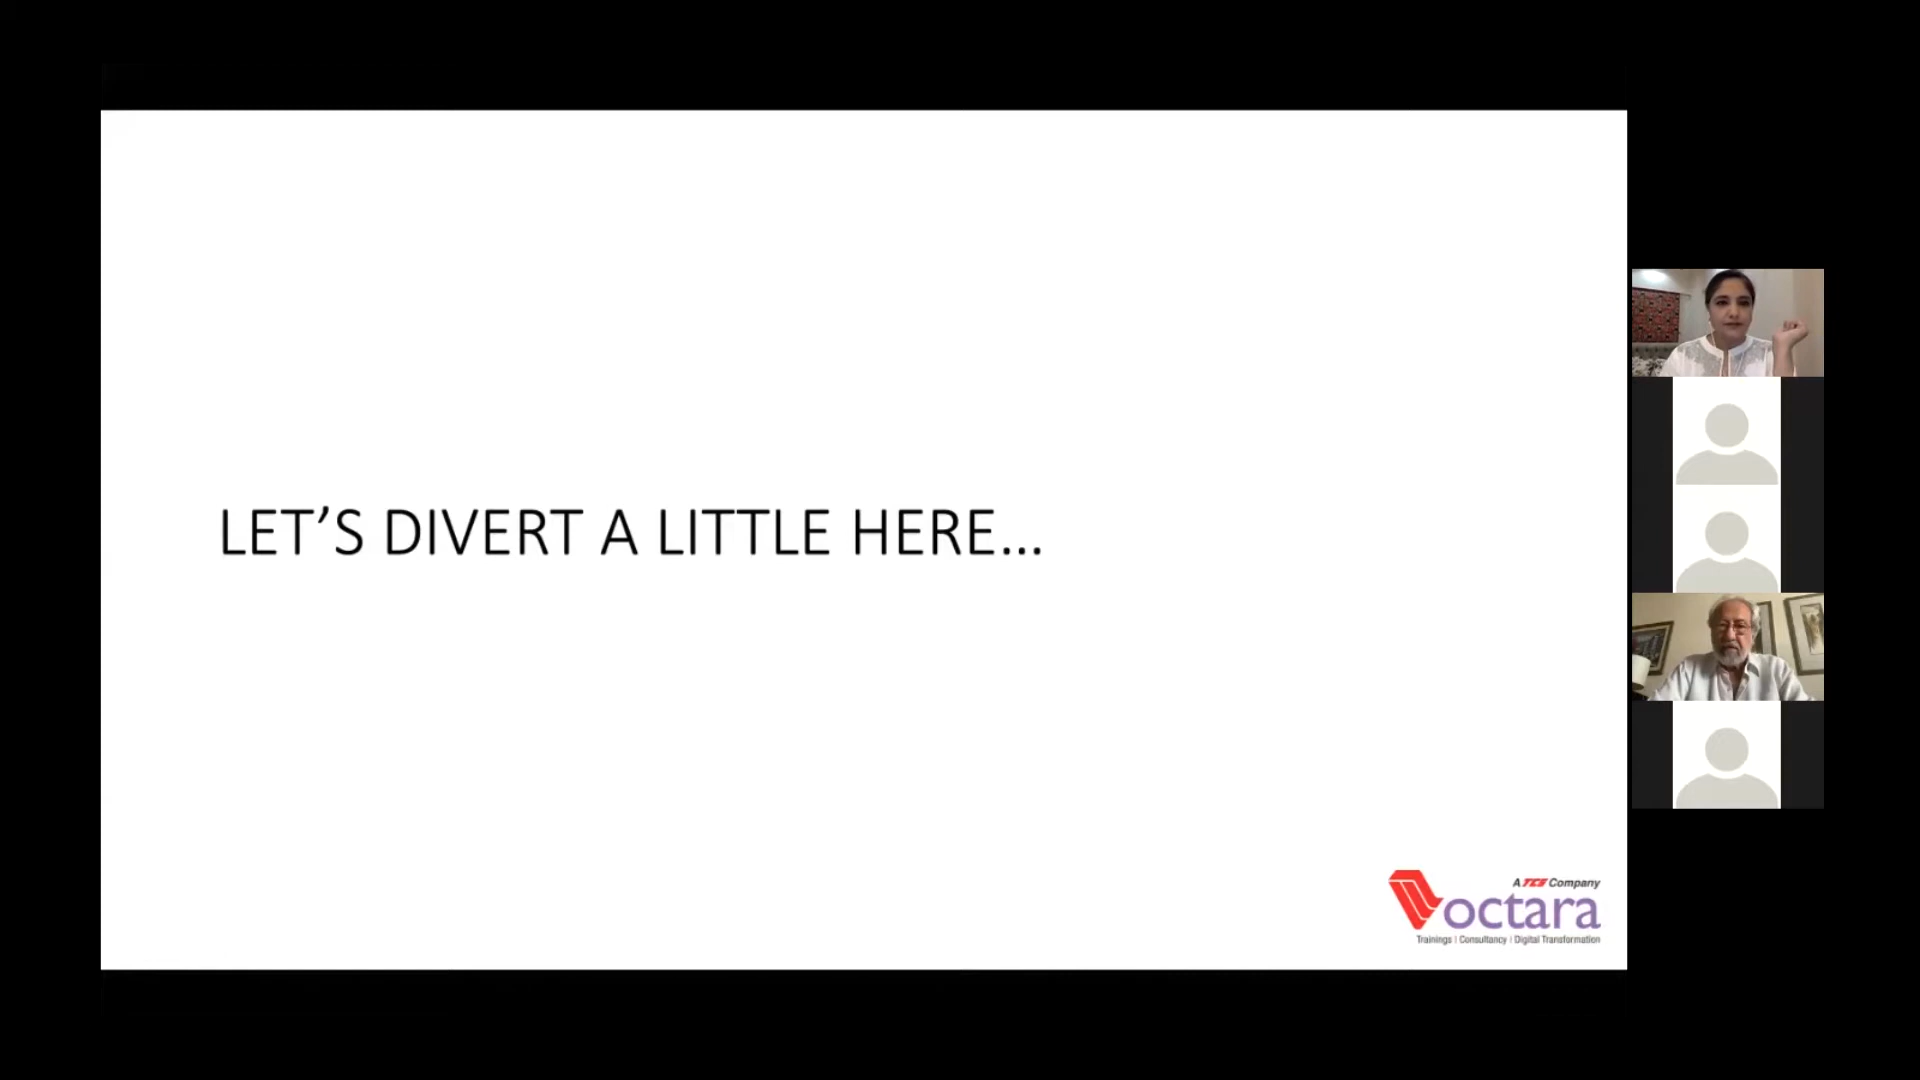 LET’S DIVERT A LITTLE HERE...
A TCS Company
octara
Trainings | Consultancy | Digital Transformation